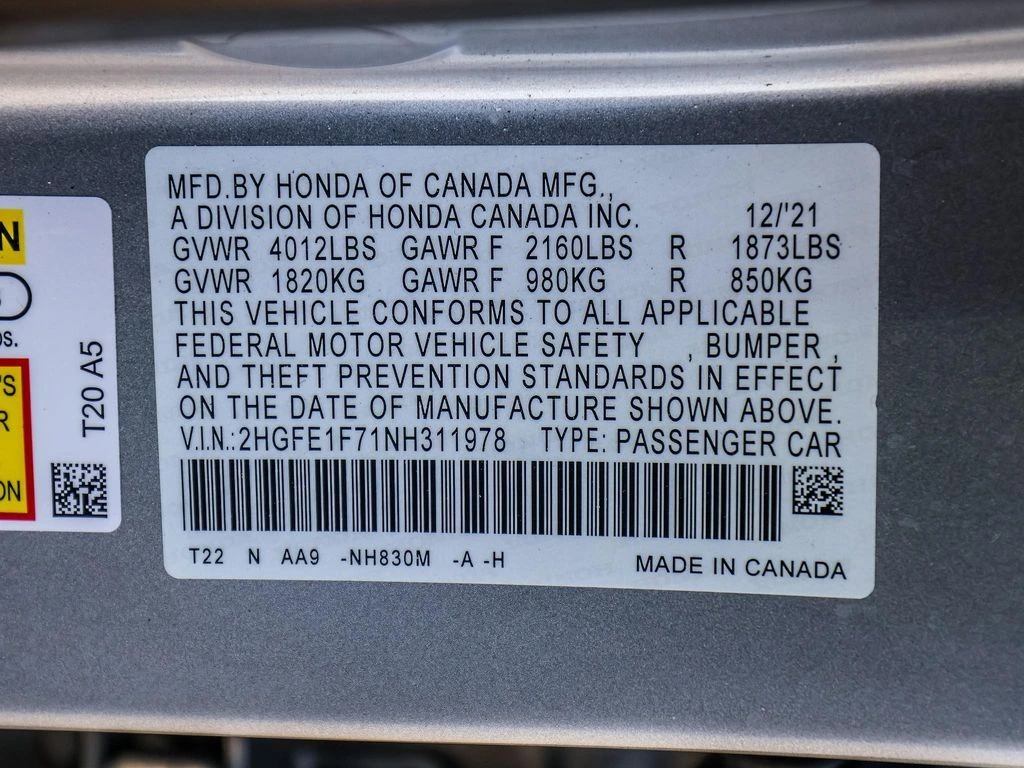 MFD.BY HONDA OF CANADA MFG.,
A DIVISION OF HONDA CANADA INC. 12/'21
GVWR 4012LBS GAWR F 2160LBS R 1873LBS
GVWR 1820KG GAWR F 980KG R 850KG
THIS VEHICLE CONFORMS TO ALL APPLICABLE
FEDERAL MOTOR VEHICLE SAFETY , BUMPER ,
AND THEFT PREVENTION STANDARDS IN EFFECT
ON THE DATE OF MANUFACTURE SHOWN ABOVE.
V.I.N.:2HGFE1F71NH311978 TYPE: PASSENGER CAR
T22 N AA9 -NH830M -A -H MADE IN CANADA
N
OS.
'S
R
ON
T20 A5